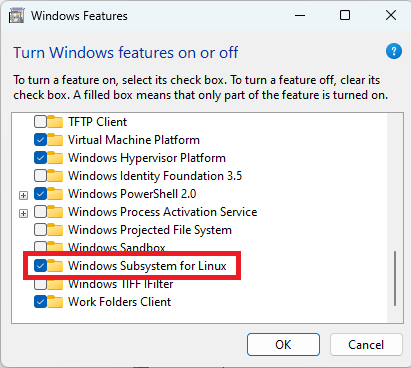 Windows Features
Turn Windows features on or off
?
To turn a feature on, select its check box. To turn a feature off, clear its
check box. A filled box means that only part of the feature is turned on.
TFTP Client
Virtual Machine Platform
Windows Hypervisor Platform
Windows Identity Foundation 3.5
Windows PowerShell 2.0
Windows Process Activation Service
Windows Projected File System
Windows Sandbox
Windows Subsystem for Linux
Windows TIFF IFilter
Work Folders Client
OK Cancel